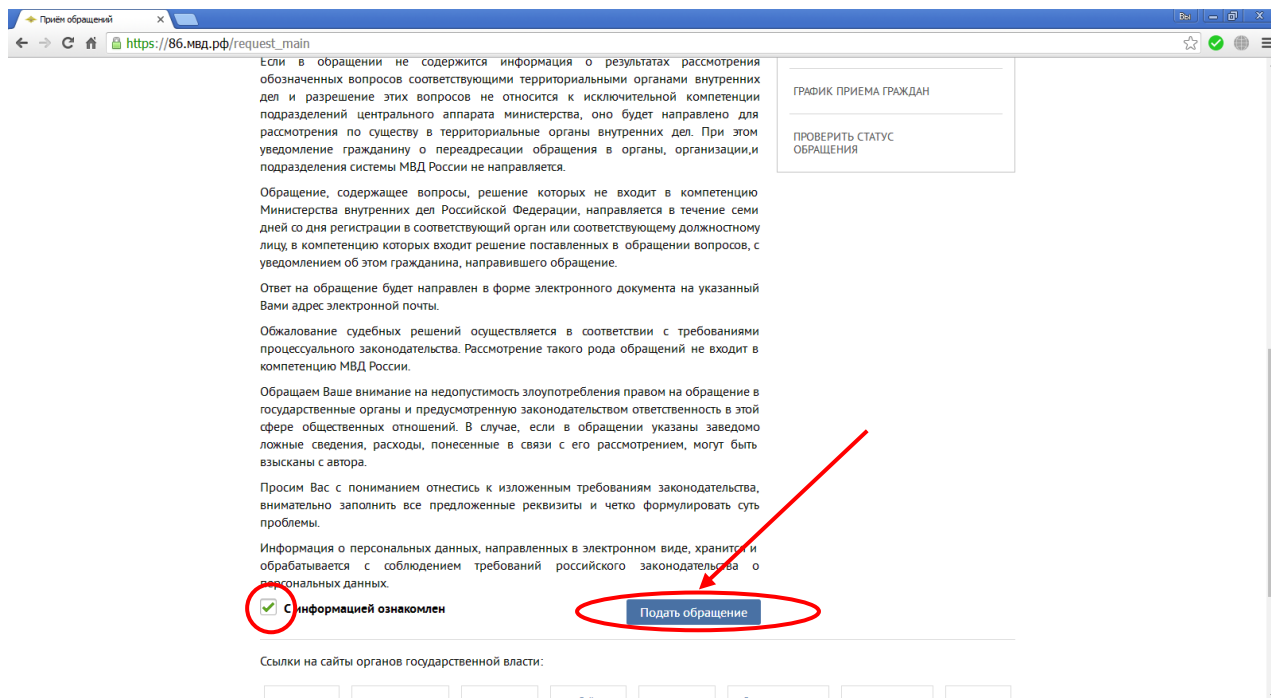 Приём обращений
Вы
https://86.мвд.рф/request_main
Если в обращении не содержится информация о результатах рассмотрения
обозначенных вопросов соответствующими территориальными органами внутренних
дел и разрешение этих вопросов не относится к исключительной компетенции
подразделений центрального аппарата министерства, оно будет направлено для
рассмотрения по существу в территориальные органы внутренних дел. При этом
уведомление гражданину о переадресации обращения в органы, организации,и
подразделения системы МВД России не направляется.
Обращение, содержащее вопросы, решение которых не входит в компетенцию
Министерства внутренних дел Российской Федерации, направляется в течение семи
дней со дня регистрации в соответствующий орган или соответствующему должностному
лицу, в компетенцию которых входит решение поставленных в обращении вопросов, с
уведомлением об этом гражданина, направившего обращение.
Ответ на обращение будет направлен в форме электронного документа на указанный
Вами адрес электронной почты.
Обжалование судебных решений осуществляется в соответствии с требованиями
процессуального законодательства. Рассмотрение такого рода обращений не входит в
компетенцию МВД России.
Обращаем Ваше внимание на недопустимость злоупотребления правом на обращение в
государственные органы и предусмотренную законодательством ответственность в этой
сфере общественных отношений. В случае, если в обращении указаны заведомо
ложные сведения, расходы, понесенные в связи с его рассмотрением, могут быть
взысканы с автора.
Просим Вас с пониманием отнестись к изложенным требованиям законодательства,
внимательно заполнить все предложенные реквизиты и четко формулировать суть
проблемы.
Информация о персональных данных, направленных в электронном виде, хранится и
обрабатывается с соблюдением требований российского законодательства о
персональных данных.
С информацией ознакомлен
Подать обращение
ГРАФИК ПРИЕМА ГРАЖДАН
ПРОВЕРИТЬ СТАТУС
ОБРАЩЕНИЯ
Ссылки на сайты органов государственной власти: